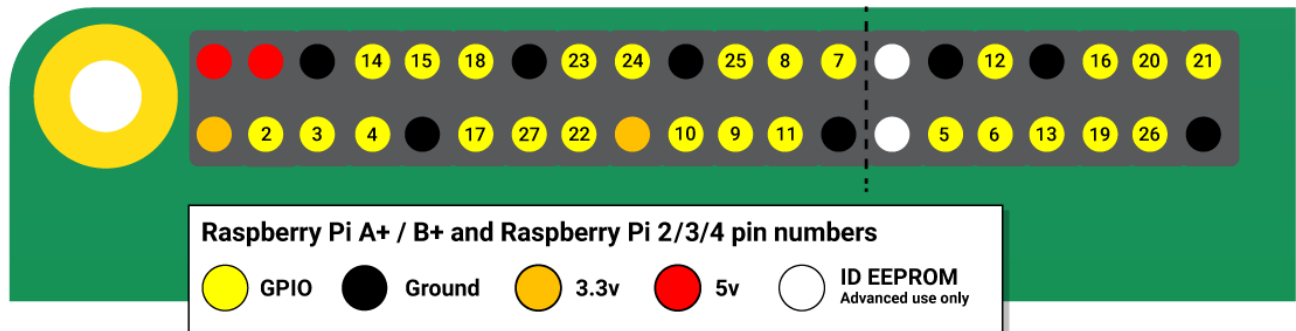 14 15 18 23 24 25 8 7 12 16 20 21
2 3 4 17 27 22 10 9 11 5 6 13 19 26
Raspberry Pi A+ / B+ and Raspberry Pi 2/3/4 pin numbers
GPIO Ground 3.3v 5v ID EEPROM
Advanced use only